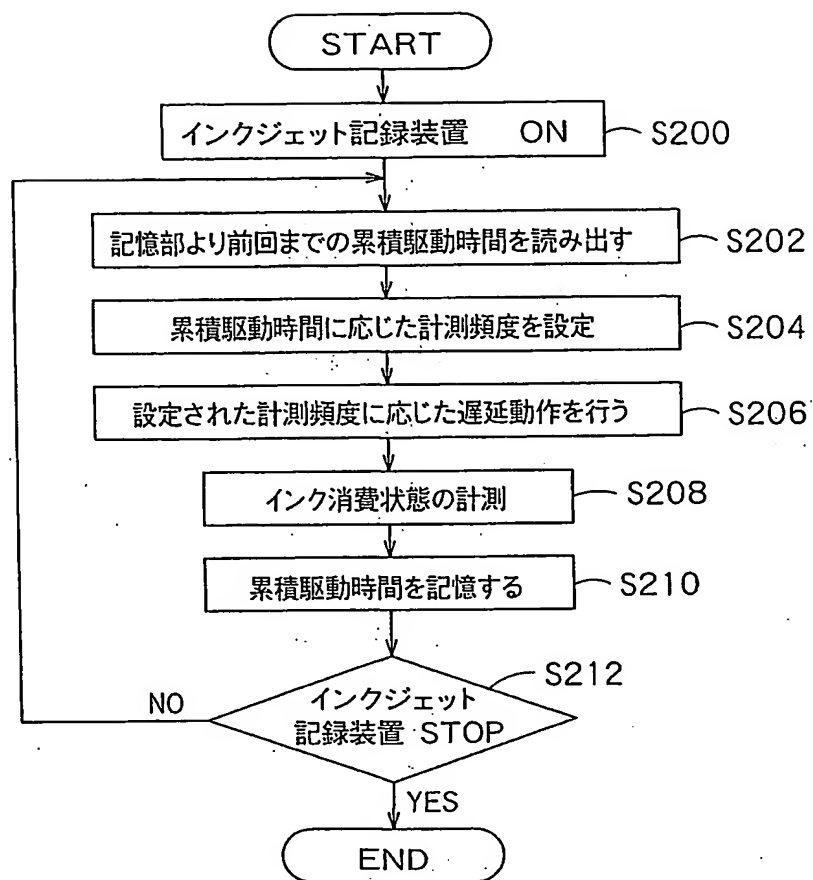 START
インクジェット記録装置 ON
S200
記憶部より前回までの累積駆動時間を読み出す
S202
累積駆動時間に応じた計測頻度を設定
S204
設定された計測頻度に応じた遅延動作を行う
S206
インク消費状態の計測
S208
累積駆動時間を記憶する
S210
S212
インクジェット
記録装置 STOP
NO
YES
END